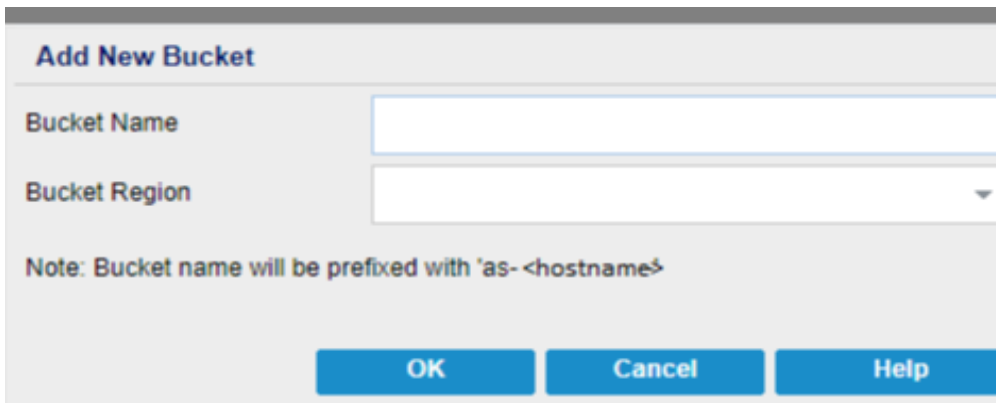 Add New Bucket
Bucket Name
Bucket Region
Note: Bucket name will be prefixed with 'as-<hostname>'
OK Cancel Help